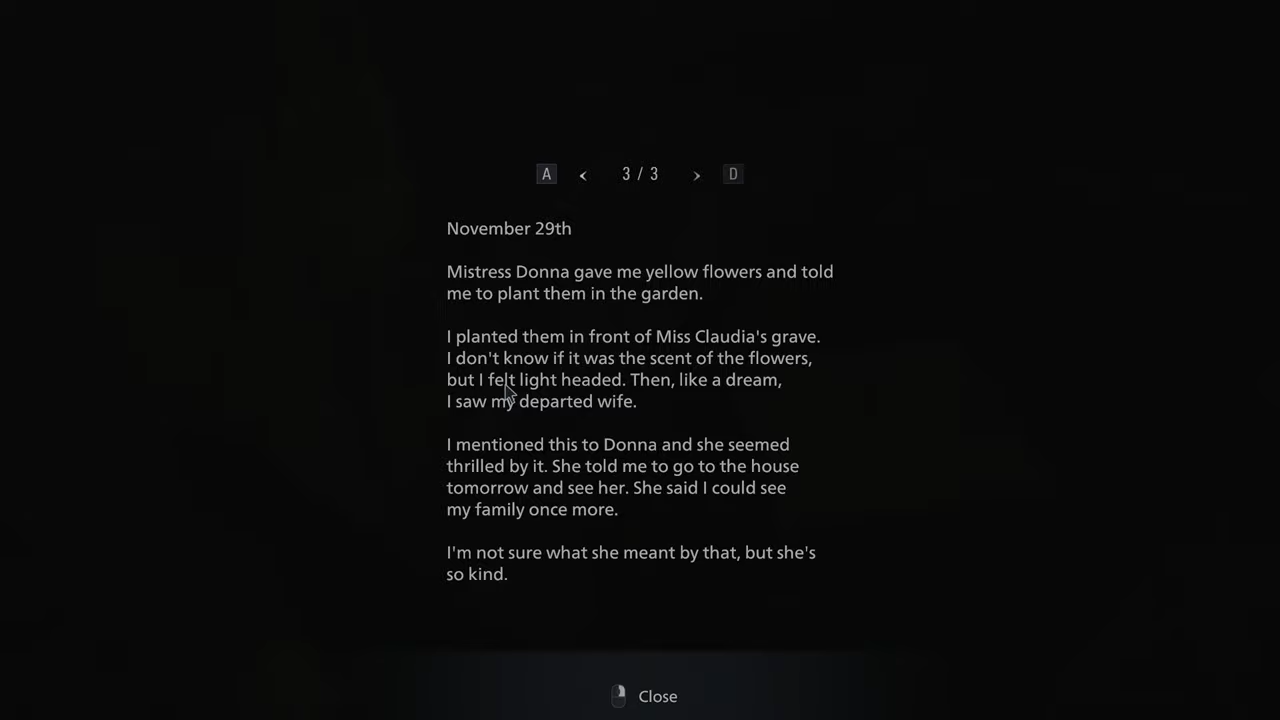 A < 3 / 3 > D
November 29th
Mistress Donna gave me yellow flowers and told
me to plant them in the garden.
I planted them in front of Miss Claudia's grave.
I don't know if it was the scent of the flowers,
but I felt light headed. Then, like a dream,
I saw my departed wife.
I mentioned this to Donna and she seemed
thrilled by it. She told me to go to the house
tomorrow and see her. She said I could see
my family once more.
I'm not sure what she meant by that, but she's
so kind.
Close